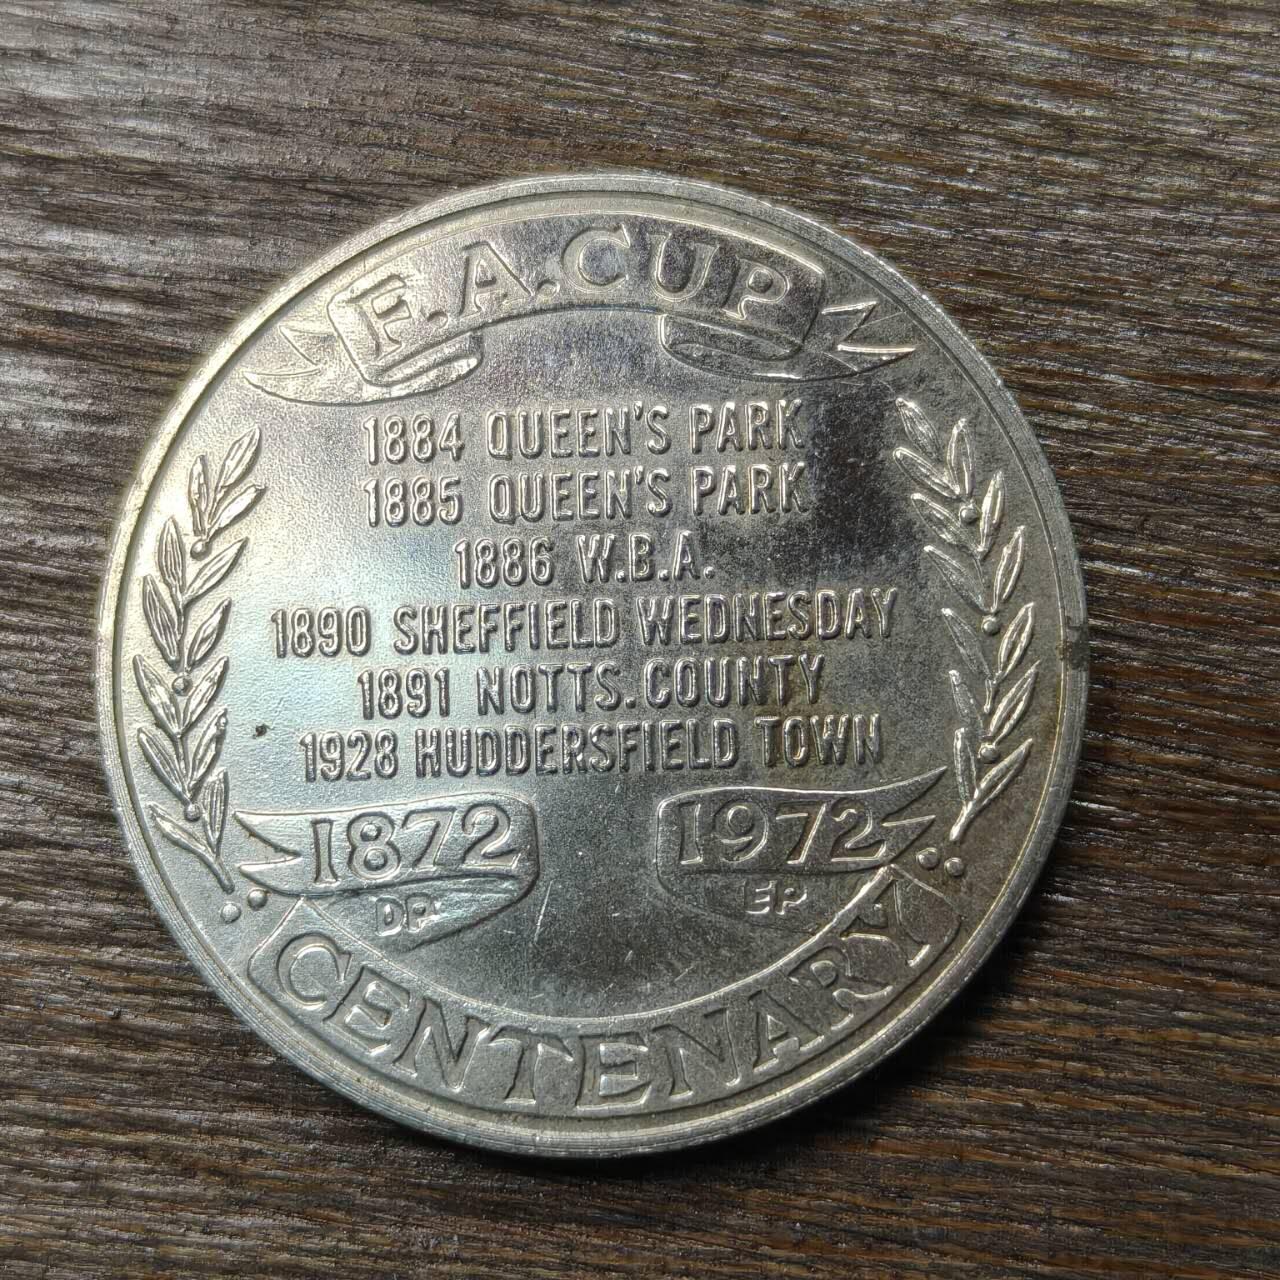 F.A.CUP
1884 QUEEN'S PARK
1885 QUEEN'S PARK
1886 W.B.A.
1890 SHEFFIELD WEDNESDAY
1891 NOTTS.COUNTY
1928 HUDDERSFIELD TOWN
1872 1972
DP EP
CENTENARY